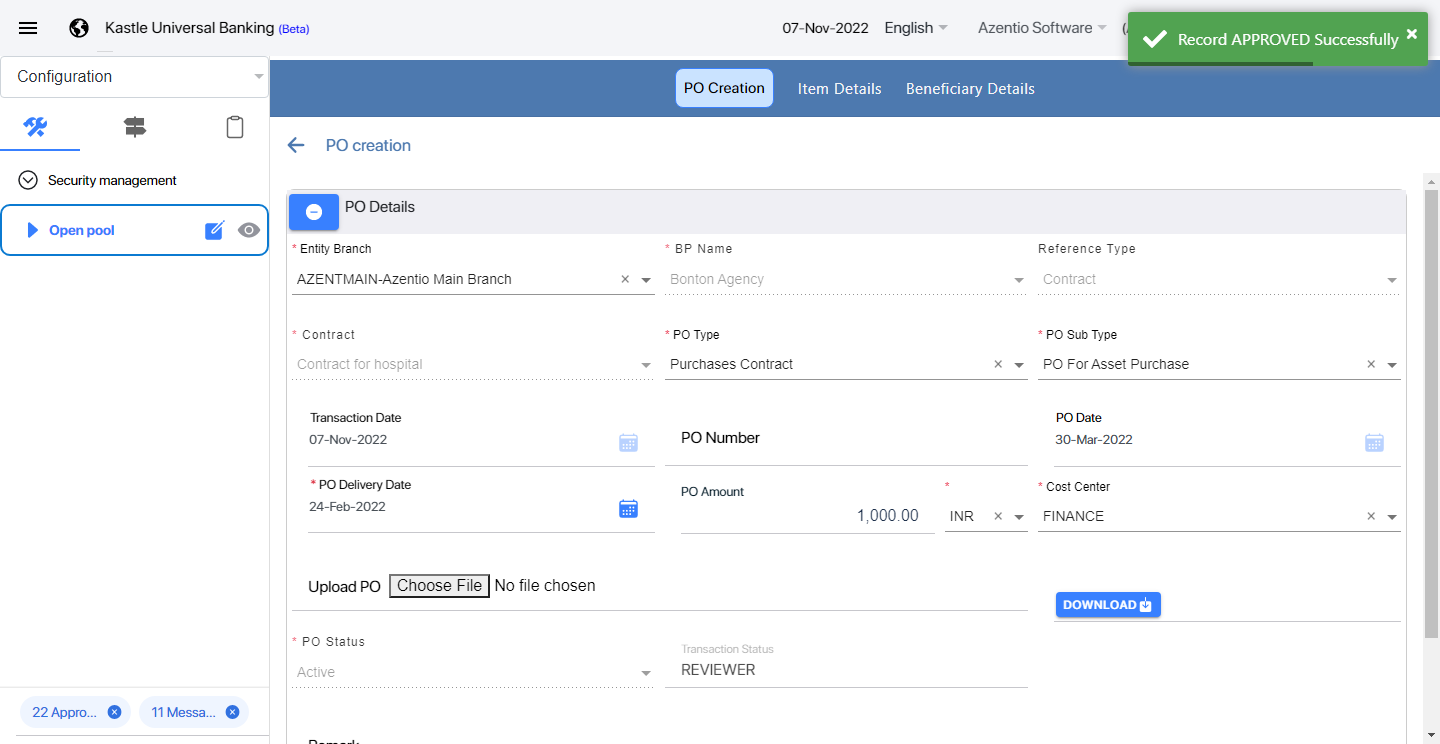 Kastle Universal Banking (Beta)
07-Nov-2022
English
Azentio Software
Record APPROVED Successfully
Configuration
PO Creation
Item Details
Beneficiary Details
PO creation
Security management
Open pool
PO Details
* Entity Branch
* BP Name
Reference Type
AZENTMAIN-Azentio Main Branch
Bonton Agency
Contract
* Contract
* PO Type
* PO Sub Type
Contract for hospital
Purchases Contract
PO For Asset Purchase
Transaction Date
07-Nov-2022
PO Number
PO Date
30-Mar-2022
* PO Delivery Date
24-Feb-2022
PO Amount
1,000.00
*
INR
* Cost Center
FINANCE
Upload PO Choose File No file chosen
DOWNLOAD
* PO Status
Active
Transaction Status
REVIEWER
22 Appro...
11 Messa...
Remark